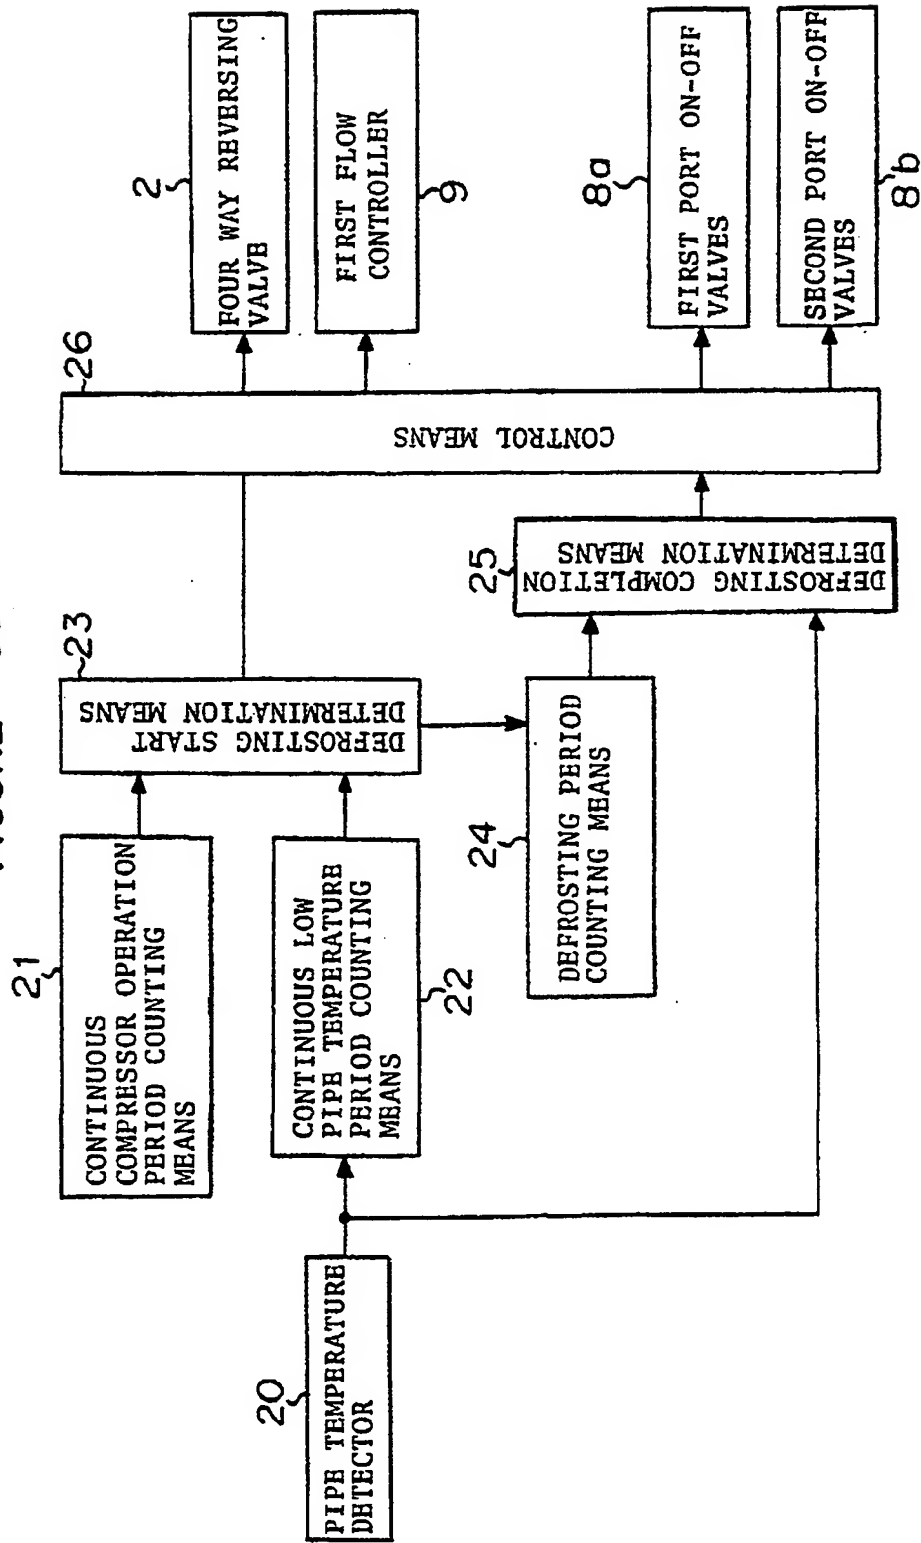 20
PIPE TEMPERATURE
DETECTOR
21
CONTINUOUS
COMPRESSOR OPERATION
PERIOD COUNTING
MEANS
CONTINUOUS LOW
PIPE TEMPERATURE
PERIOD COUNTING
MEANS
22
23
DEFROSTING START
DETERMINATION MEANS
24
DEFROSTING PERIOD
COUNTING MEANS
25
DEFROSTING COMPLETION
DETERMINATION MEANS
26
CONTROL MEANS
2
FOUR WAY REVERSING
VALVE
FIRST FLOW
CONTROLLER
9
8a
FIRST PORT ON-OFF
VALVES
SECOND PORT ON-OFF
VALVES
8b